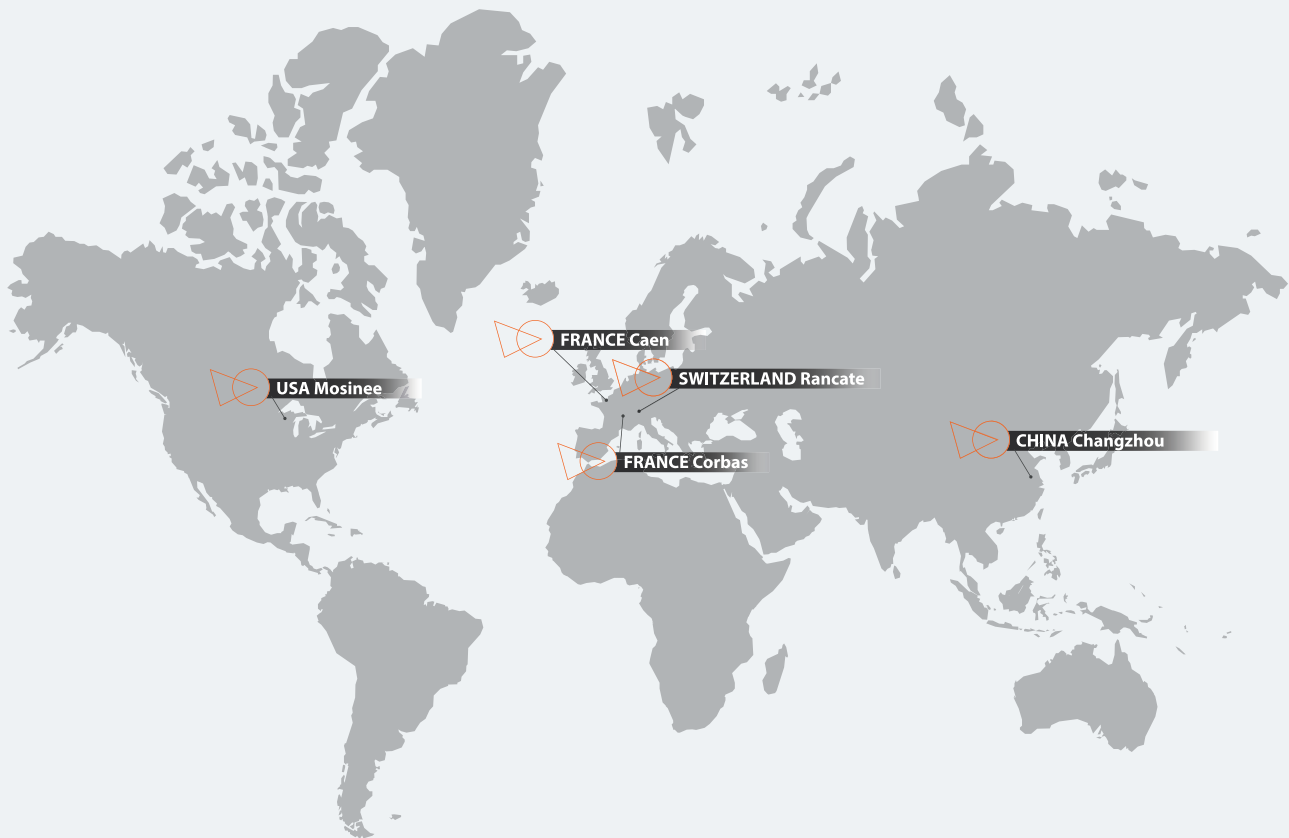 FRANCE Caen
SWITZERLAND Rancate
USA Mosinee
CHINA Changzhou
FRANCE Corbas